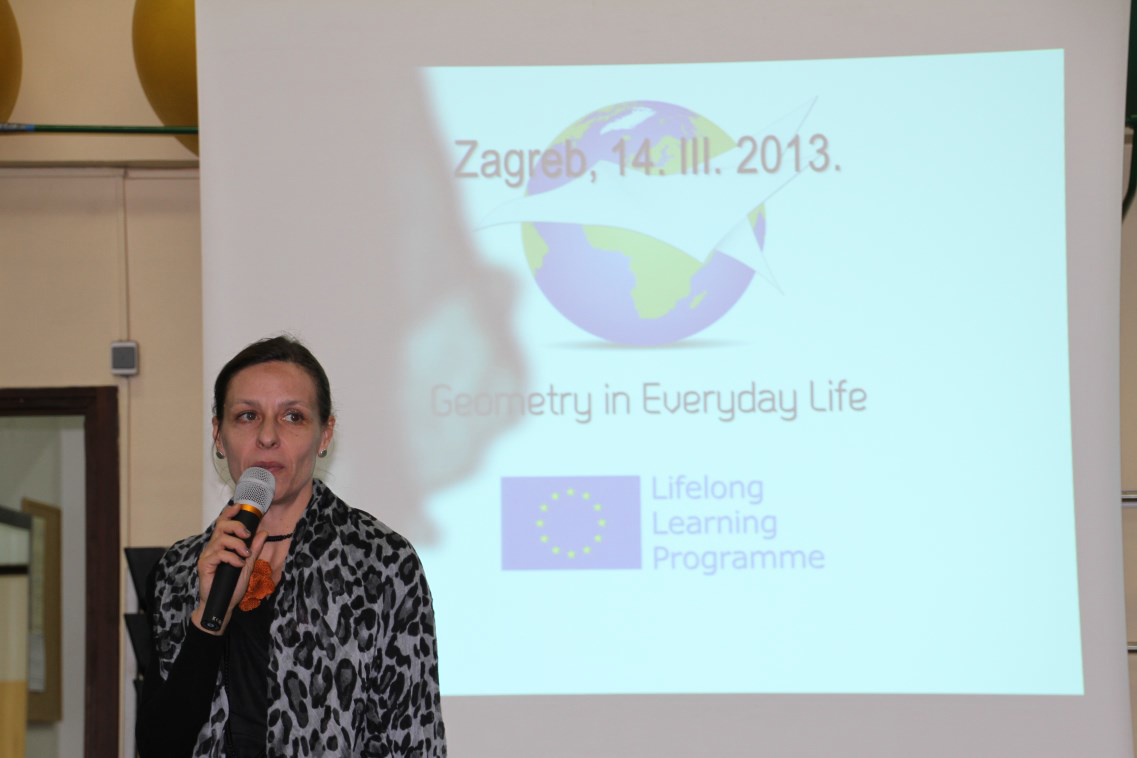 Zagreb, 14. III. 2013.
Geometry in Everyday Life
Lifelong
Learning
Programme